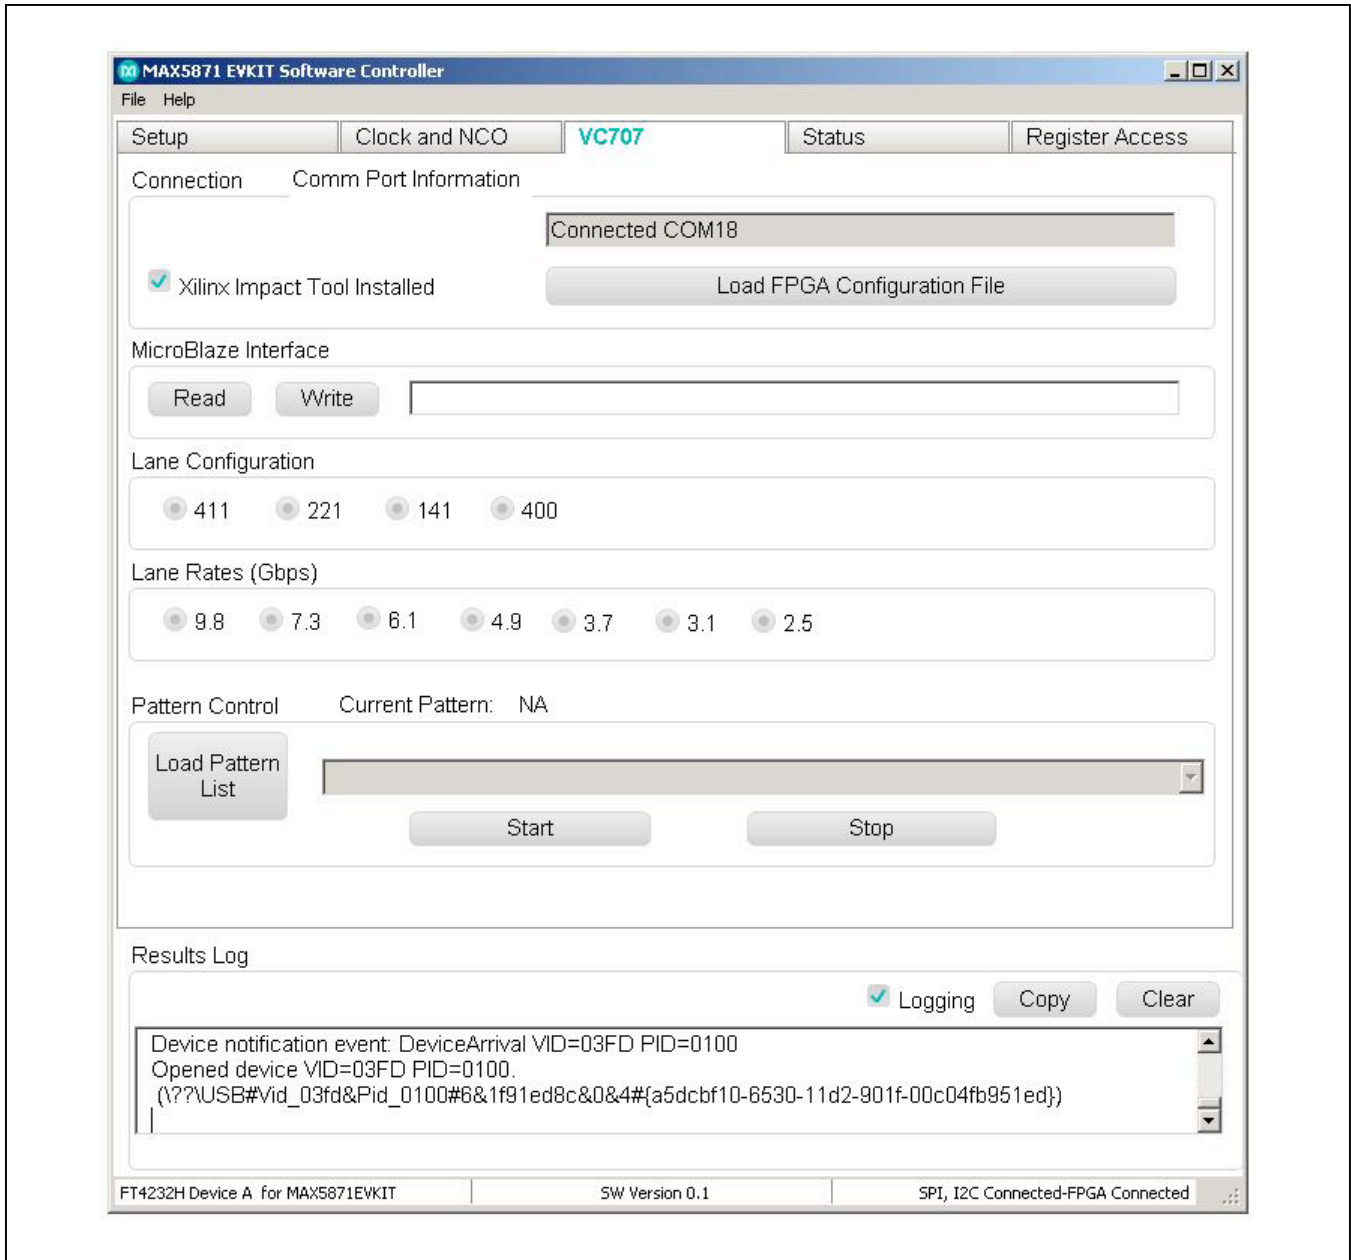 MAX5871 EVKIT Software Controller
File Help
Setup Clock and NCO VC707 Status Register Access
Connection Comm Port Information
Connected COM18
Xilinx Impact Tool Installed Load FPGA Configuration File
MicroBlaze Interface
Read Write
Lane Configuration
411 221 141 400
Lane Rates (Gbps)
9.8 7.3 6.1 4.9 3.7 3.1 2.5
Pattern Control Current Pattern: NA
Load Pattern
List
Start Stop
Results Log
Logging Copy Clear
Device notification event: DeviceArrival VID=03FD PID=0100
Opened device VID=03FD PID=0100.
(\??\USB#Vid_03fd&Pid_0100#6&1f91ed8c&0&4#{a5dcbf10-6530-11d2-901f-00c04fb951ed})
FT4232H Device A for MAX5871EVKIT SW Version 0.1 SPI, I2C Connected-FPGA Connected